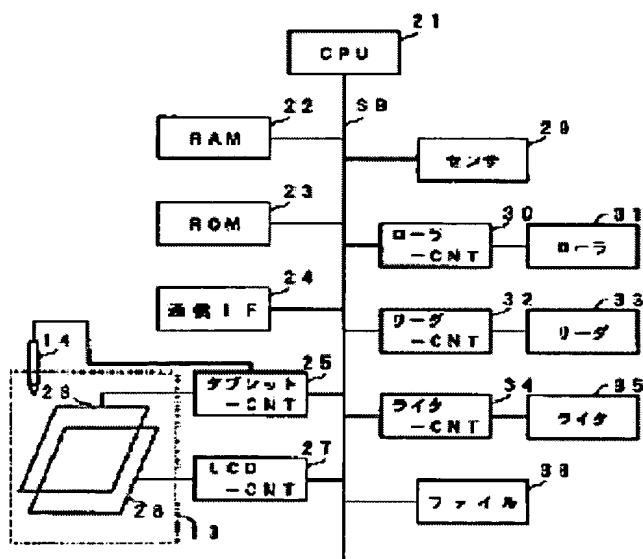 21
CPU
22
SB
RAM
29
センサ
23
30
31
ROM
ローラ
-CNT
ローラ
24
32
33
通信IF
リーダ
-CNT
リーダ
14
25
34
35
タブレット
-CNT
ライタ
-CNT
ライタ
27
LCD
-CNT
ファイル
13